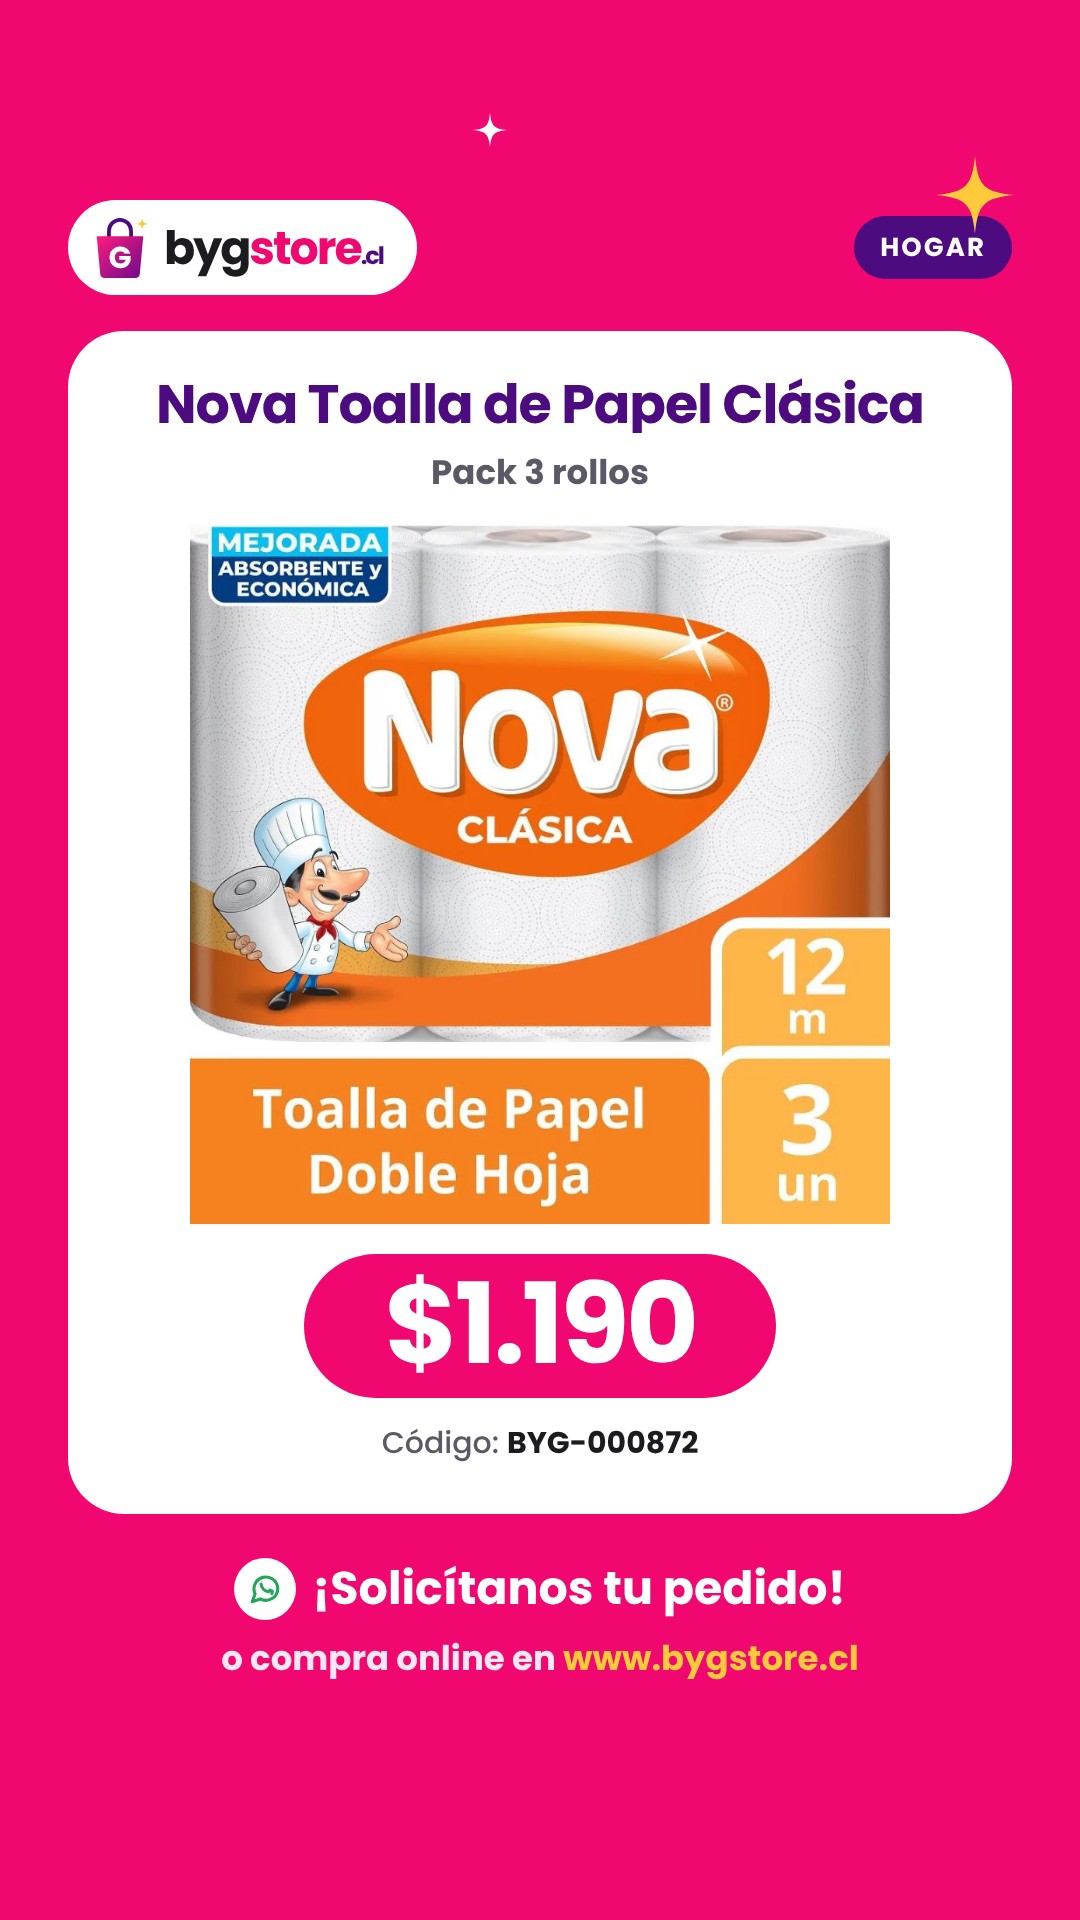 G bygstore.cl
HOGAR
Nova Toalla de Papel Clásica
Pack 3 rollos
MEJORADA
ABSORBENTE y
ECONÓMICA
Nova®
CLÁSICA
12
m
Toalla de Papel
Doble Hoja
3
un
$1.190
Código: BYG-000872
¡Solicítanos tu pedido!
o compra online en www.bygstore.cl